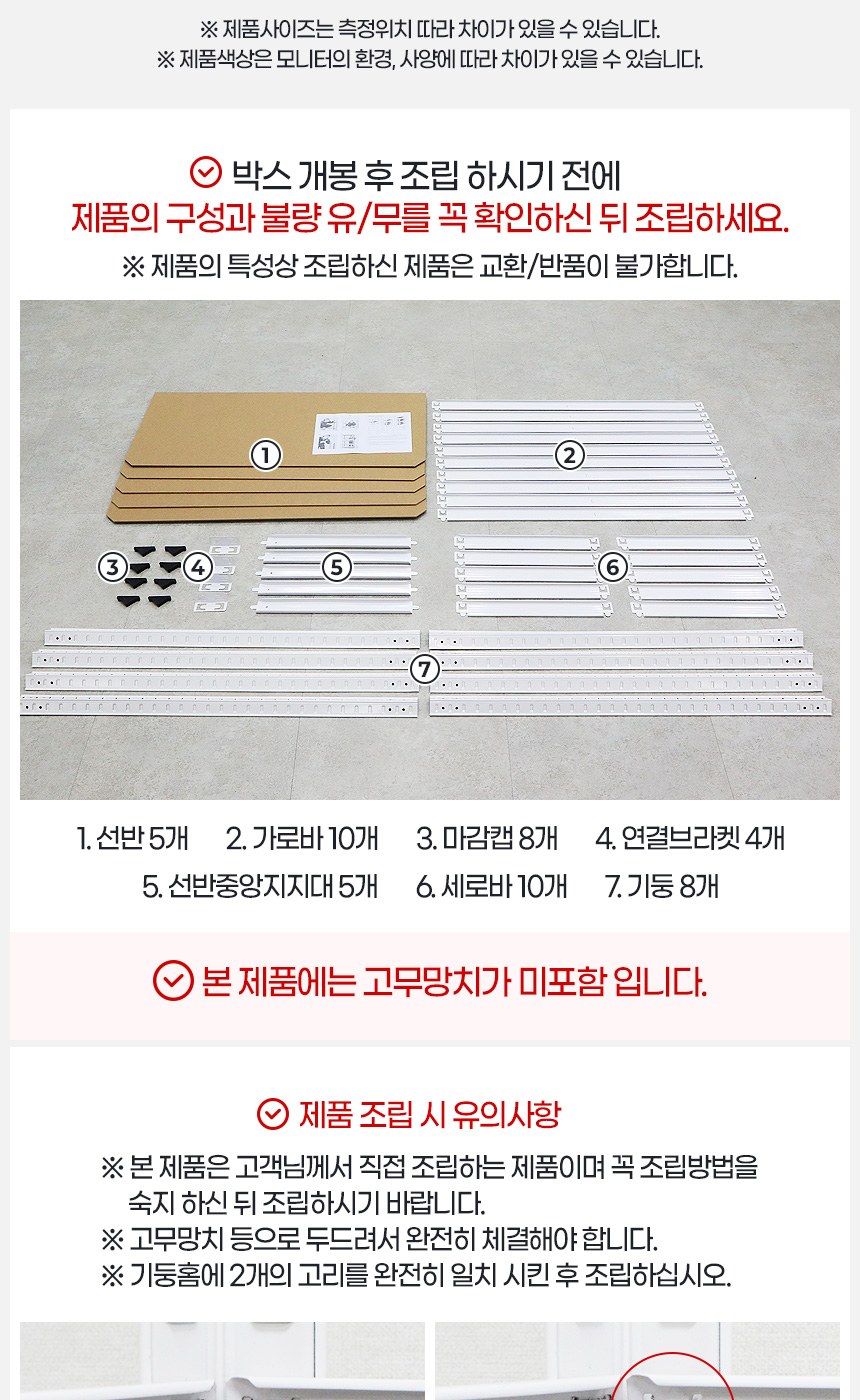 ※ 제품사이즈는 측정위치 따라 차이가 있을 수 있습니다.
※ 제품색상은 모니터의 환경, 사양에 따라 차이가 있을 수 있습니다.
박스 개봉 후 조립 하시기 전에
제품의 구성과 불량 유/무를 꼭 확인하신 뒤 조립하세요.
※ 제품의 특성상 조립하신 제품은 교환/반품이 불가합니다.
1
2
3
4
5
6
7
1. 선반 5개 2. 가로바 10개 3. 마감캡 8개 4. 연결브라켓 4개
5. 선반중앙지지대 5개 6. 세로바 10개 7. 기둥 8개
본 제품에는 고무망치가 미포함 입니다.
제품 조립 시 유의사항
※ 본 제품은 고객님께서 직접 조립하는 제품이며 꼭 조립방법을
숙지 하신 뒤 조립하시기 바랍니다.
※ 고무망치 등으로 두드려서 완전히 체결해야 합니다.
※ 기둥홈에 2개의 고리를 완전히 일치 시킨 후 조립하십시오.